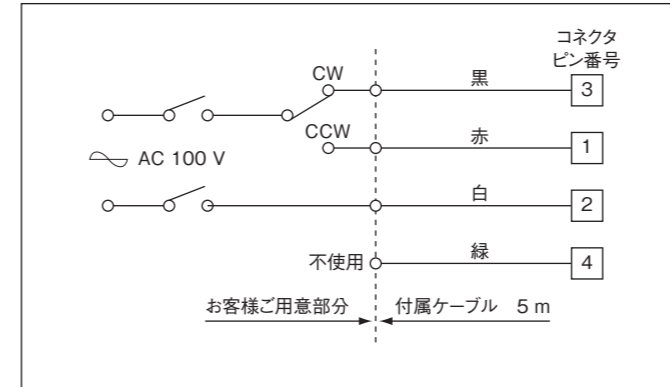 コネクタ
ピン番号
CW
黒
3
CCW
赤
1
AC 100 V
白
2
不使用
緑
4
お客様ご用意部分
付属ケーブル 5 m